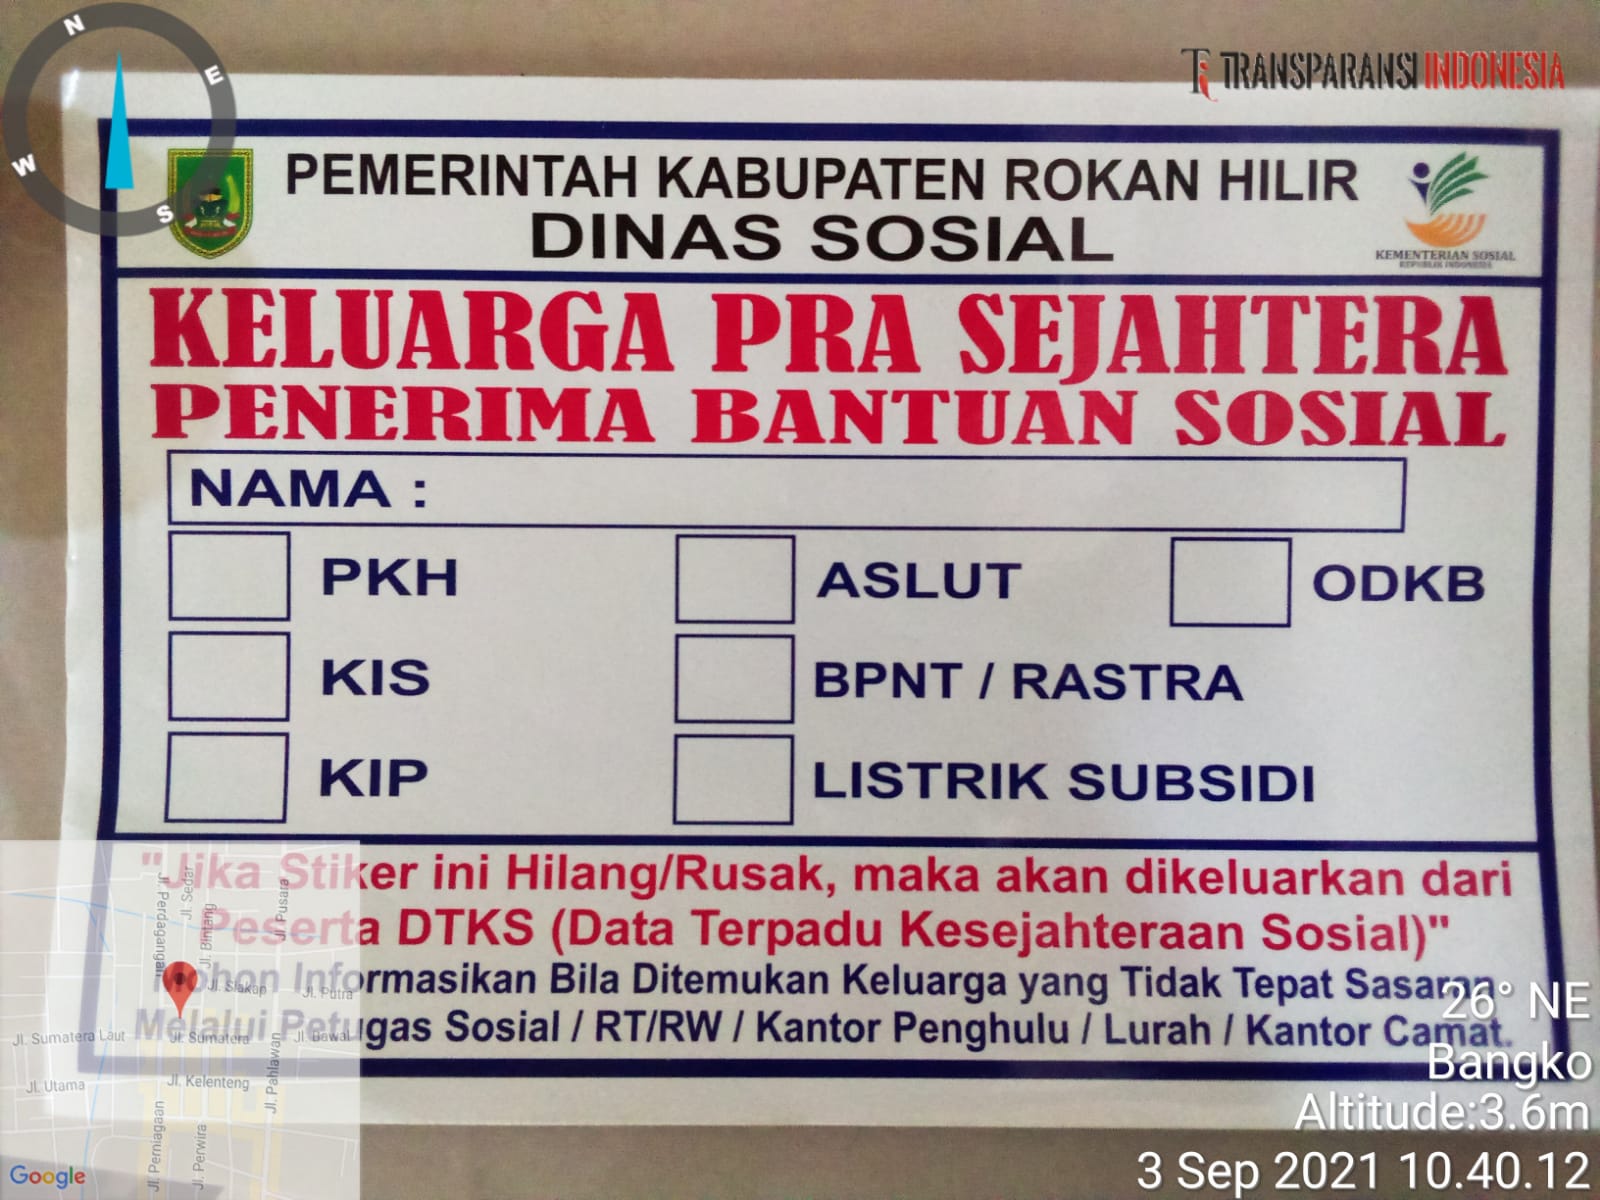 N
E
W
S
TRANSPARANSI INDONESIA
PEMERINTAH KABUPATEN ROKAN HILIR
DINAS SOSIAL
KEMENTERIAN SOSIAL
REPUBLIK INDONESIA
KELUARGA PRA SEJAHTERA
PENERIMA BANTUAN SOSIAL
NAMA :
PKH
ASLUT
ODKB
KIS
BPNT / RASTRA
KIP
LISTRIK SUBSIDI
"Jika Stiker ini Hilang/Rusak, maka akan dikeluarkan dari
Peserta DTKS (Data Terpadu Kesejahteraan Sosial)"
Mohon Informasikan Bila Ditemukan Keluarga yang Tidak Tepat Sasaran
Melalui Petugas Sosial / RT/RW / Kantor Penghulu / Lurah / Kantor Camat.
Jl. Perdagangan
Jl. Sedar
Jl. Bintang
Jl. Pusara
Jl. Siakap
Jl. Putra
Jl. Sumatera Laut
Jl. Sumatera
Jl. Bawal
Jl. Utama
Jl. Kelenteng
Jl. Pahlawan
Jl. Perniagaan
Jl. Perwira
Google
26° NE
Bangko
Altitude:3.6m
3 Sep 2021 10.40.12